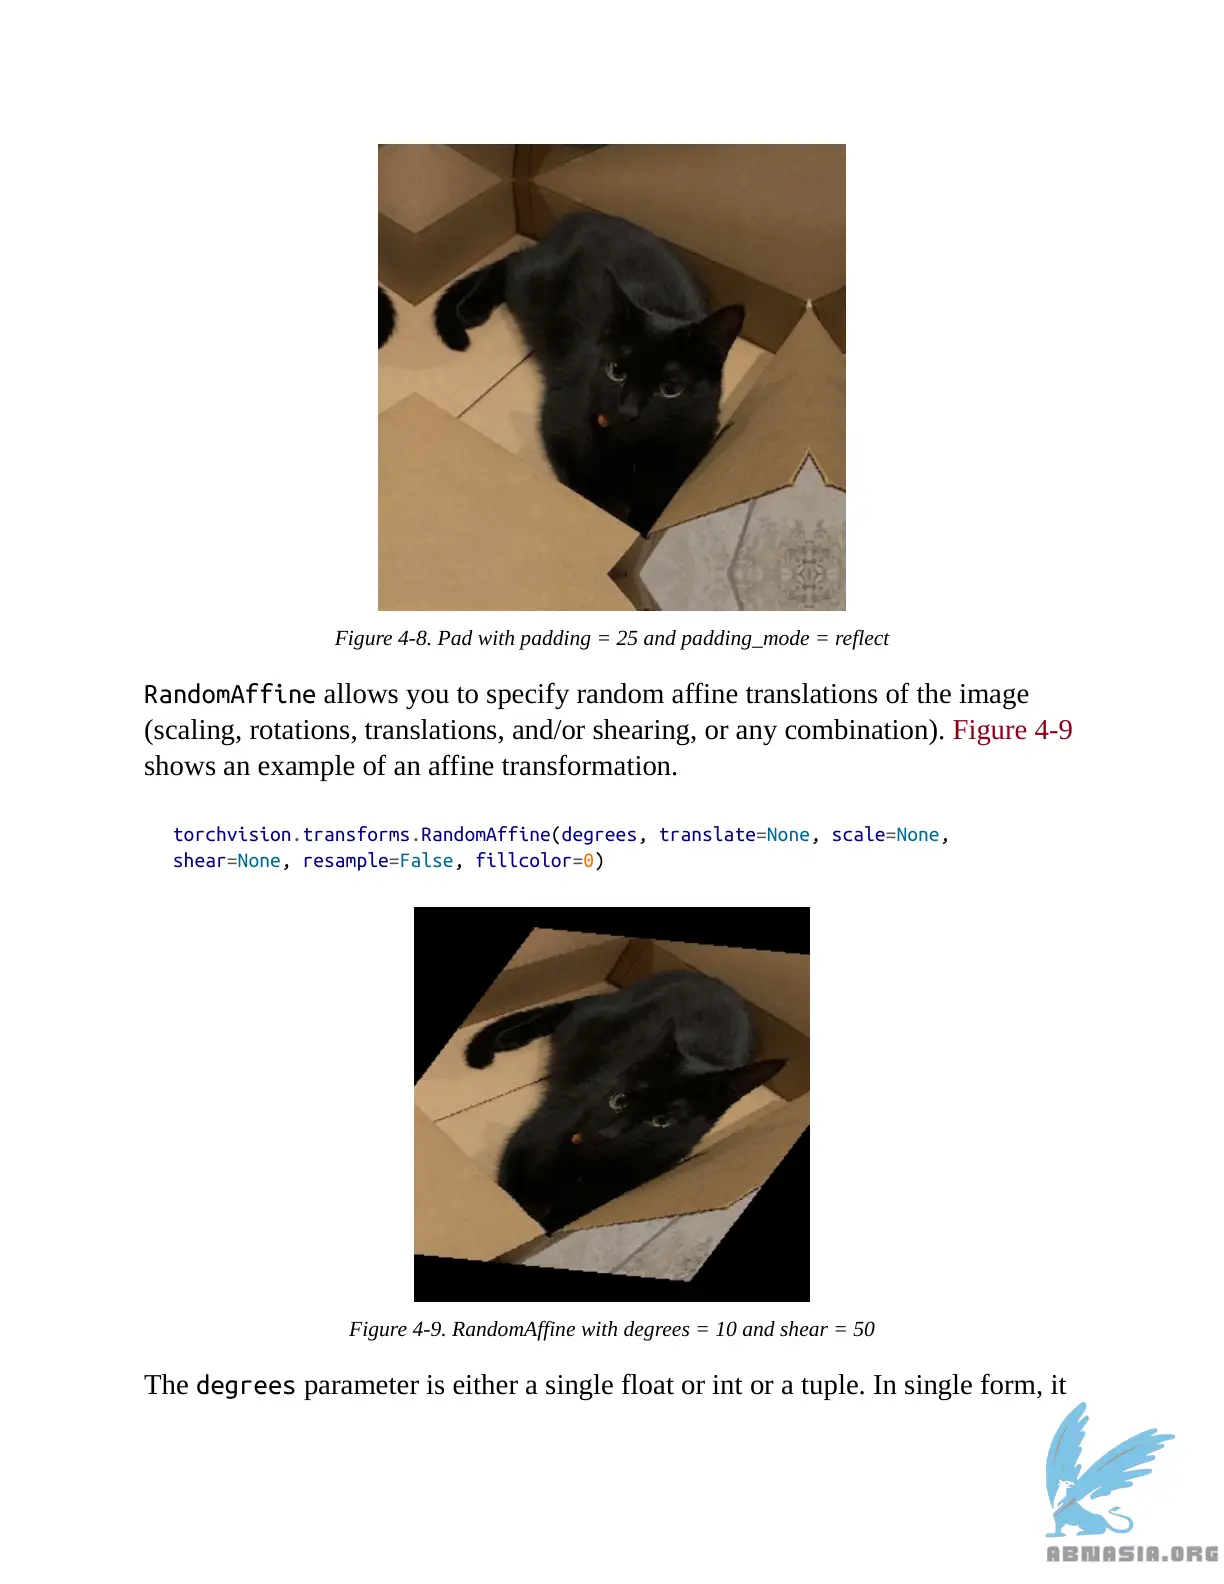 Figure 4-8. Pad with padding = 25 and padding_mode = reflect
RandomAffine allows you to specify random affine translations of the image
(scaling, rotations, translations, and/or shearing, or any combination). Figure 4-9
shows an example of an affine transformation.
torchvision.transforms.RandomAffine(degrees, translate=None, scale=None,
shear=None, resample=False, fillcolor=0)
Figure 4-9. RandomAffine with degrees = 10 and shear = 50
The degrees parameter is either a single float or int or a tuple. In single form, it
ABNASIA.ORG